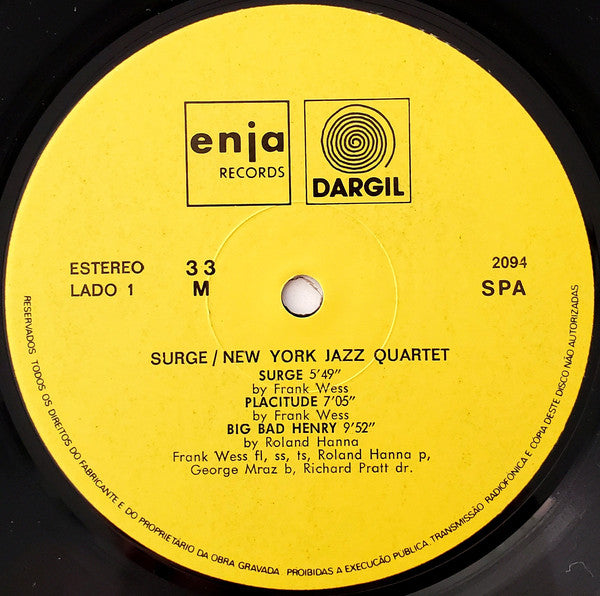 enja
RECORDS
DARGIL
ESTEREO 33 2094
LADO 1 M SPA
SURGE / NEW YORK JAZZ QUARTET
SURGE 5'49"
by Frank Wess
PLACITUDE 7'05"
by Frank Wess
BIG BAD HENRY 9'52"
by Roland Hanna
Frank Wess fl, ss, ts, Roland Hanna p,
George Mraz b, Richard Pratt dr.
RESERVADOS TODOS OS DIREITOS DO FABRICANTE E DO PROPRIETÁRIO DA OBRA GRAVADA. PROIBIDAS A EXECUÇÃO PÚBLICA, TRANSMISSÃO RADIOFÓNICA E CÓPIA DESTE DISCO NÃO AUTORIZADAS